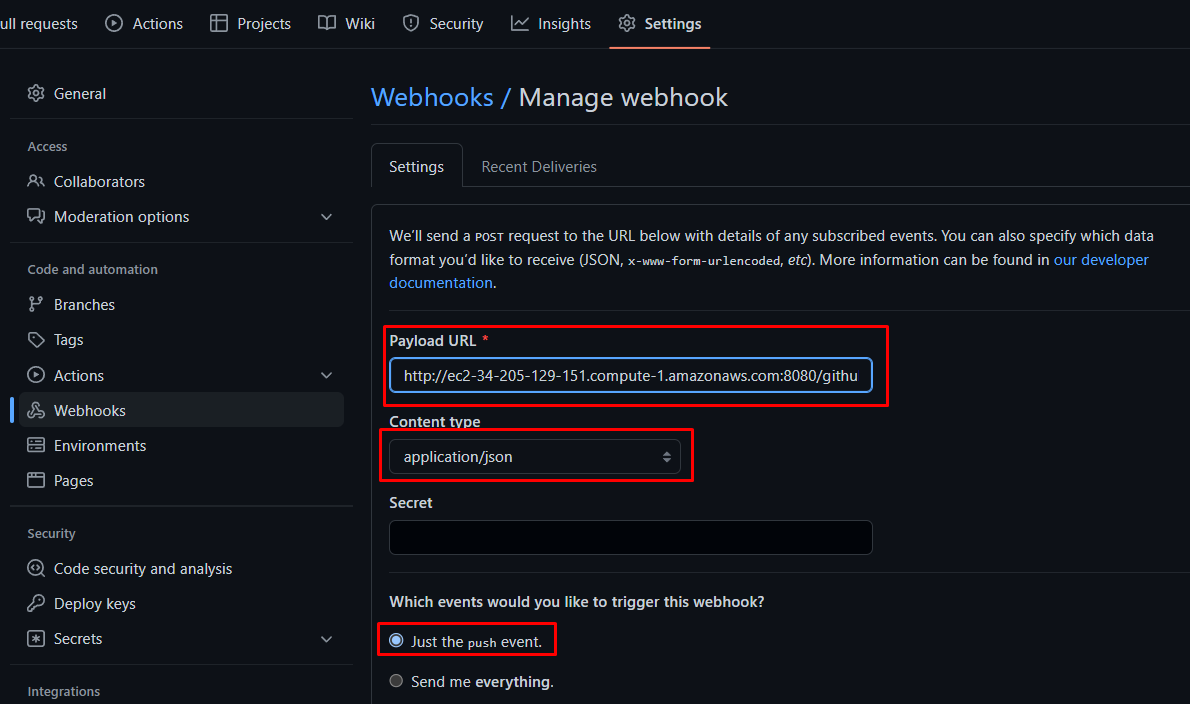 ull requests Actions Projects Wiki Security Insights Settings
General
Access
Collaborators
Moderation options
Code and automation
Branches
Tags
Actions
Webhooks
Environments
Pages
Security
Code security and analysis
Deploy keys
Secrets
Integrations
Webhooks / Manage webhook
Settings Recent Deliveries
We'll send a POST request to the URL below with details of any subscribed events. You can also specify which data
format you'd like to receive (JSON, x-www-form-urlencoded, etc). More information can be found in our developer
documentation.
Payload URL *
http://ec2-34-205-129-151.compute-1.amazonaws.com:8080/githu
Content type
application/json
Secret
Which events would you like to trigger this webhook?
Just the push event.
Send me everything.